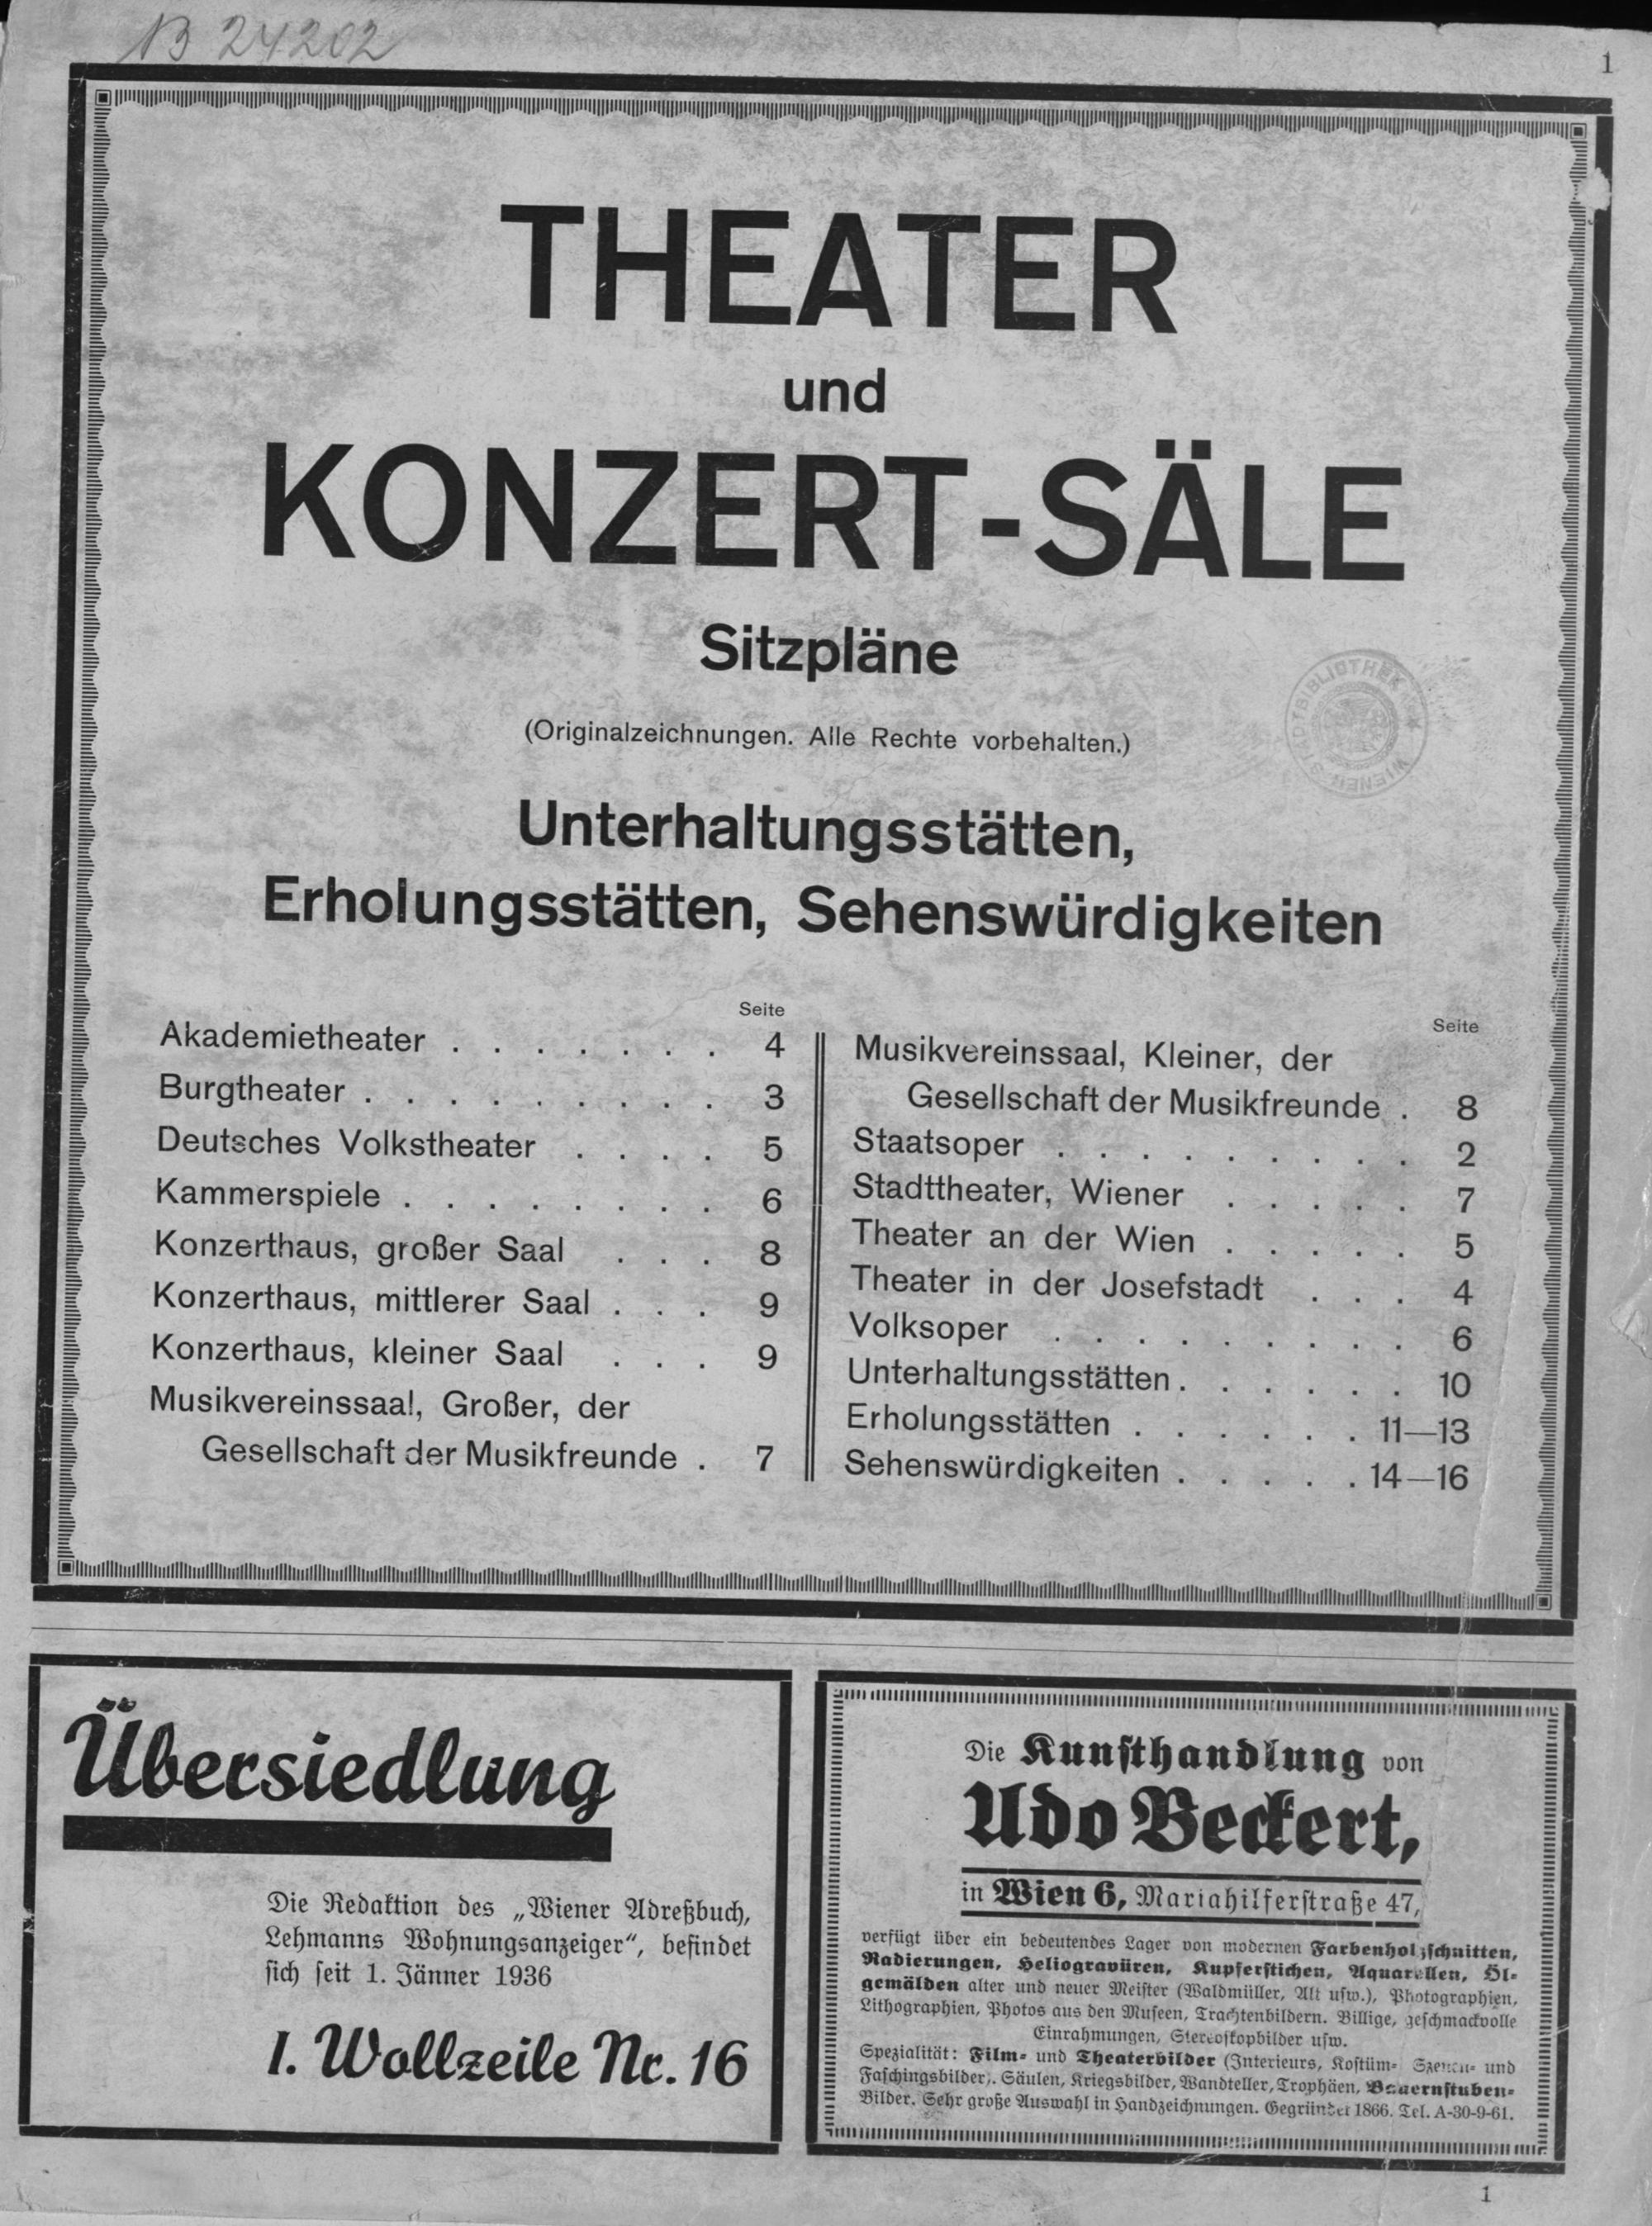 B 24202
1
THEATER
und
KONZERT-SÄLE
Sitzpläne
(Originalzeichnungen. Alle Rechte vorbehalten.)
STADTBIBLIOTHEK WIENER
Unterhaltungsstätten,
Erholungsstätten, Sehenswürdigkeiten
Seite
Akademietheater . . . . . . . 4
Burgtheater . . . . . . . . . 3
Deutsches Volkstheater . . . . 5
Kammerspiele . . . . . . . . 6
Konzerthaus, großer Saal . . . 8
Konzerthaus, mittlerer Saal . . . 9
Konzerthaus, kleiner Saal . . . 9
Musikvereinssaal, Großer, der
Gesellschaft der Musikfreunde . 7
Seite
Musikvereinssaal, Kleiner, der
Gesellschaft der Musikfreunde . 8
Staatsoper . . . . . . . . . 2
Stadttheater, Wiener . . . . . 7
Theater an der Wien . . . . . 5
Theater in der Josefstadt . . . 4
Volksoper . . . . . . . . . 6
Unterhaltungsstätten . . . . . . 10
Erholungsstätten . . . . . . 11—13
Sehenswürdigkeiten . . . . . 14—16
Übersiedlung
Die Redaktion des „Wiener Adreßbuch,
Lehmanns Wohnungsanzeiger“, befindet
sich seit 1. Jänner 1936
I. Wollzeile Nr. 16
Die Kunsthandlung von
Udo Beckert,
in Wien 6, Mariahilferstraße 47,
verfügt über ein bedeutendes Lager von modernen Farbenholzschnitten,
Radierungen, Heliogravüren, Kupferstichen, Aquarellen, Öl-
gemälden alter und neuer Meister (Waldmüller, Alt usw.), Photographien,
Lithographien, Photos aus den Museen, Trachtenbildern. Billige, geschmackvolle
Einrahmungen, Stereoskopbilder usw.
Spezialität: Film- und Theaterbilder (Interieurs, Kostüm- Szenen- und
Faschingsbilder). Säulen, Kriegsbilder, Wandteller, Trophäen, Bauernstuben-
Bilder. Sehr große Auswahl in Handzeichnungen. Gegründet 1866. Tel. A-30-9-61.
1